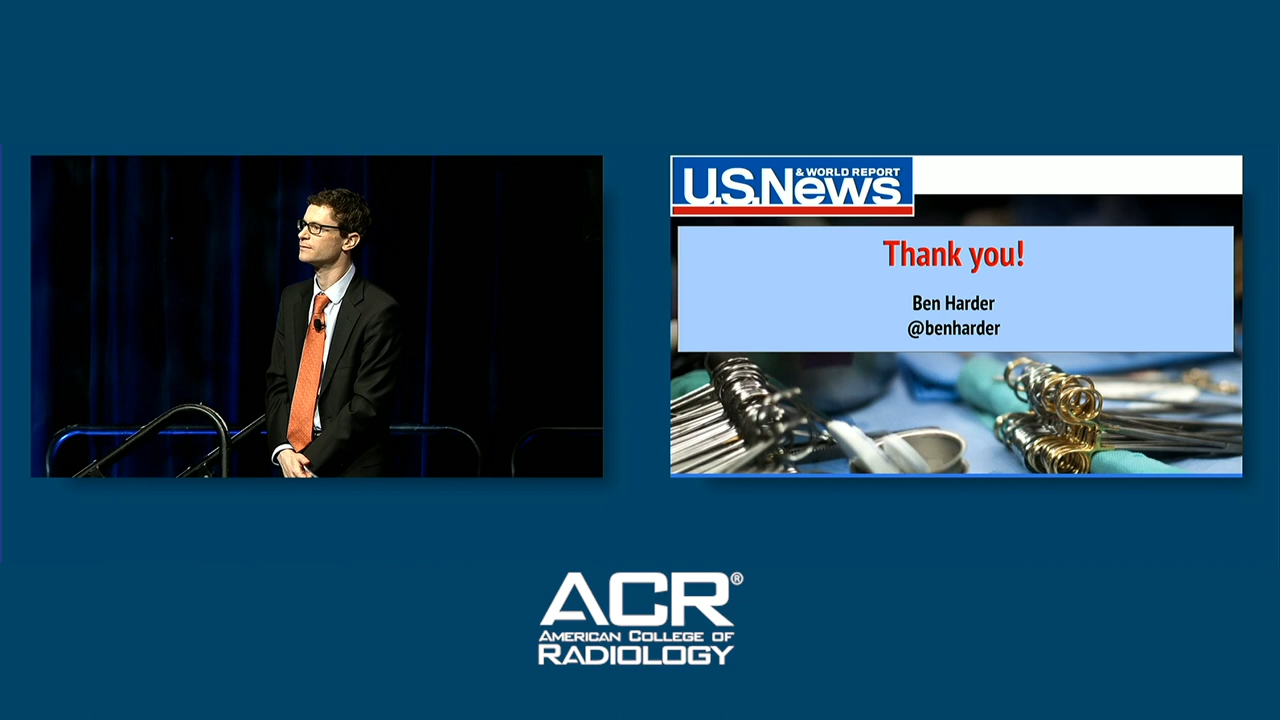 U.S.News
& WORLD REPORT
Thank you!
Ben Harder
@benharder
ACR®
AMERICAN COLLEGE OF
RADIOLOGY